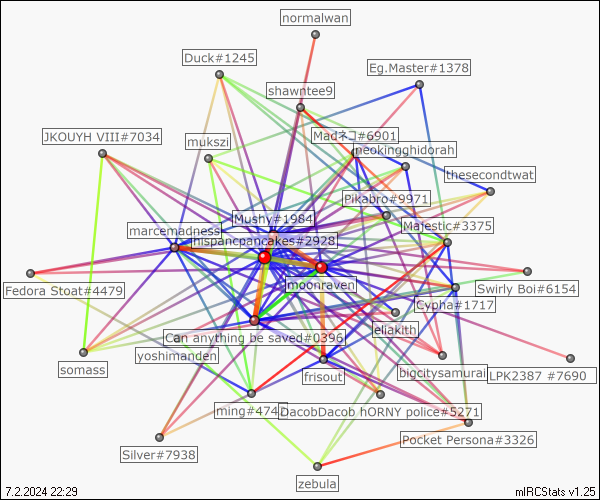 normalwan
Duck#1245
Eg.Master#1378
shawntee9
JKOUYH VIII#7034
Madネコ#6901
mukszi
neokingghidorah
thesecondtwat
Pikabro#9971
Mushy#1984
Majestic#3375
marcemadness
hispancpancakes#2928
moonraven
Fedora Stoat#4479
Swirly Boi#6154
Cypha#1717
eliakith
Can anything be saved#0396
yoshinanden
somass
frisout
bigcitysamurai
LPK2387 #7690
ming#474
DacobDacob hORNY police#5271
Pocket Persona#3326
Silver#7938
zebula
7.2.2024 22:29
mIRCStats v1.25